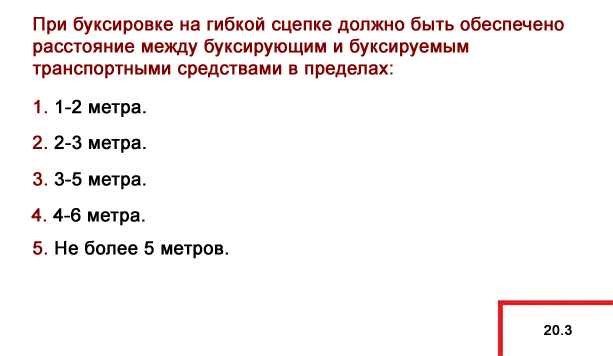 При буксировке на гибкой сцепке должно быть обеспечено
расстояние между буксирующим и буксируемым
транспортными средствами в пределах:
1. 1-2 метра.
2. 2-3 метра.
3. 3-5 метра.
4. 4-6 метра.
5. Не более 5 метров.
20.3